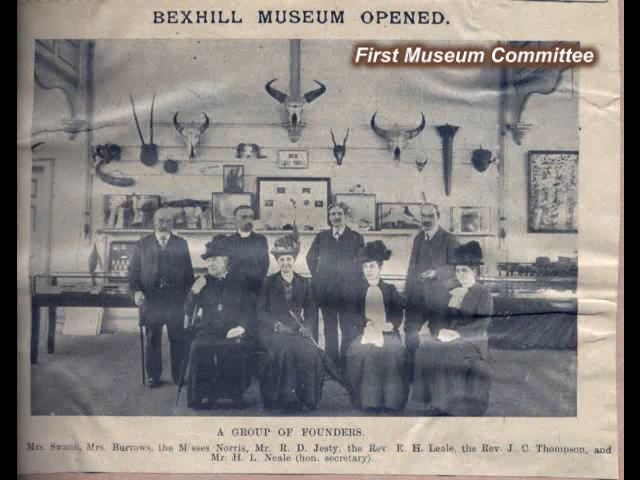 BEXHILL MUSEUM OPENED.
First Museum Committee
A GROUP OF FOUNDERS.
Mrs. Swann, Mrs. Burrows, the Misses Norris, Mr. R. D. Jesty, the Rev. E. H. Leale, the Rev. J. C. Thompson, and
Mr. H. L. Neale (hon. secretary).